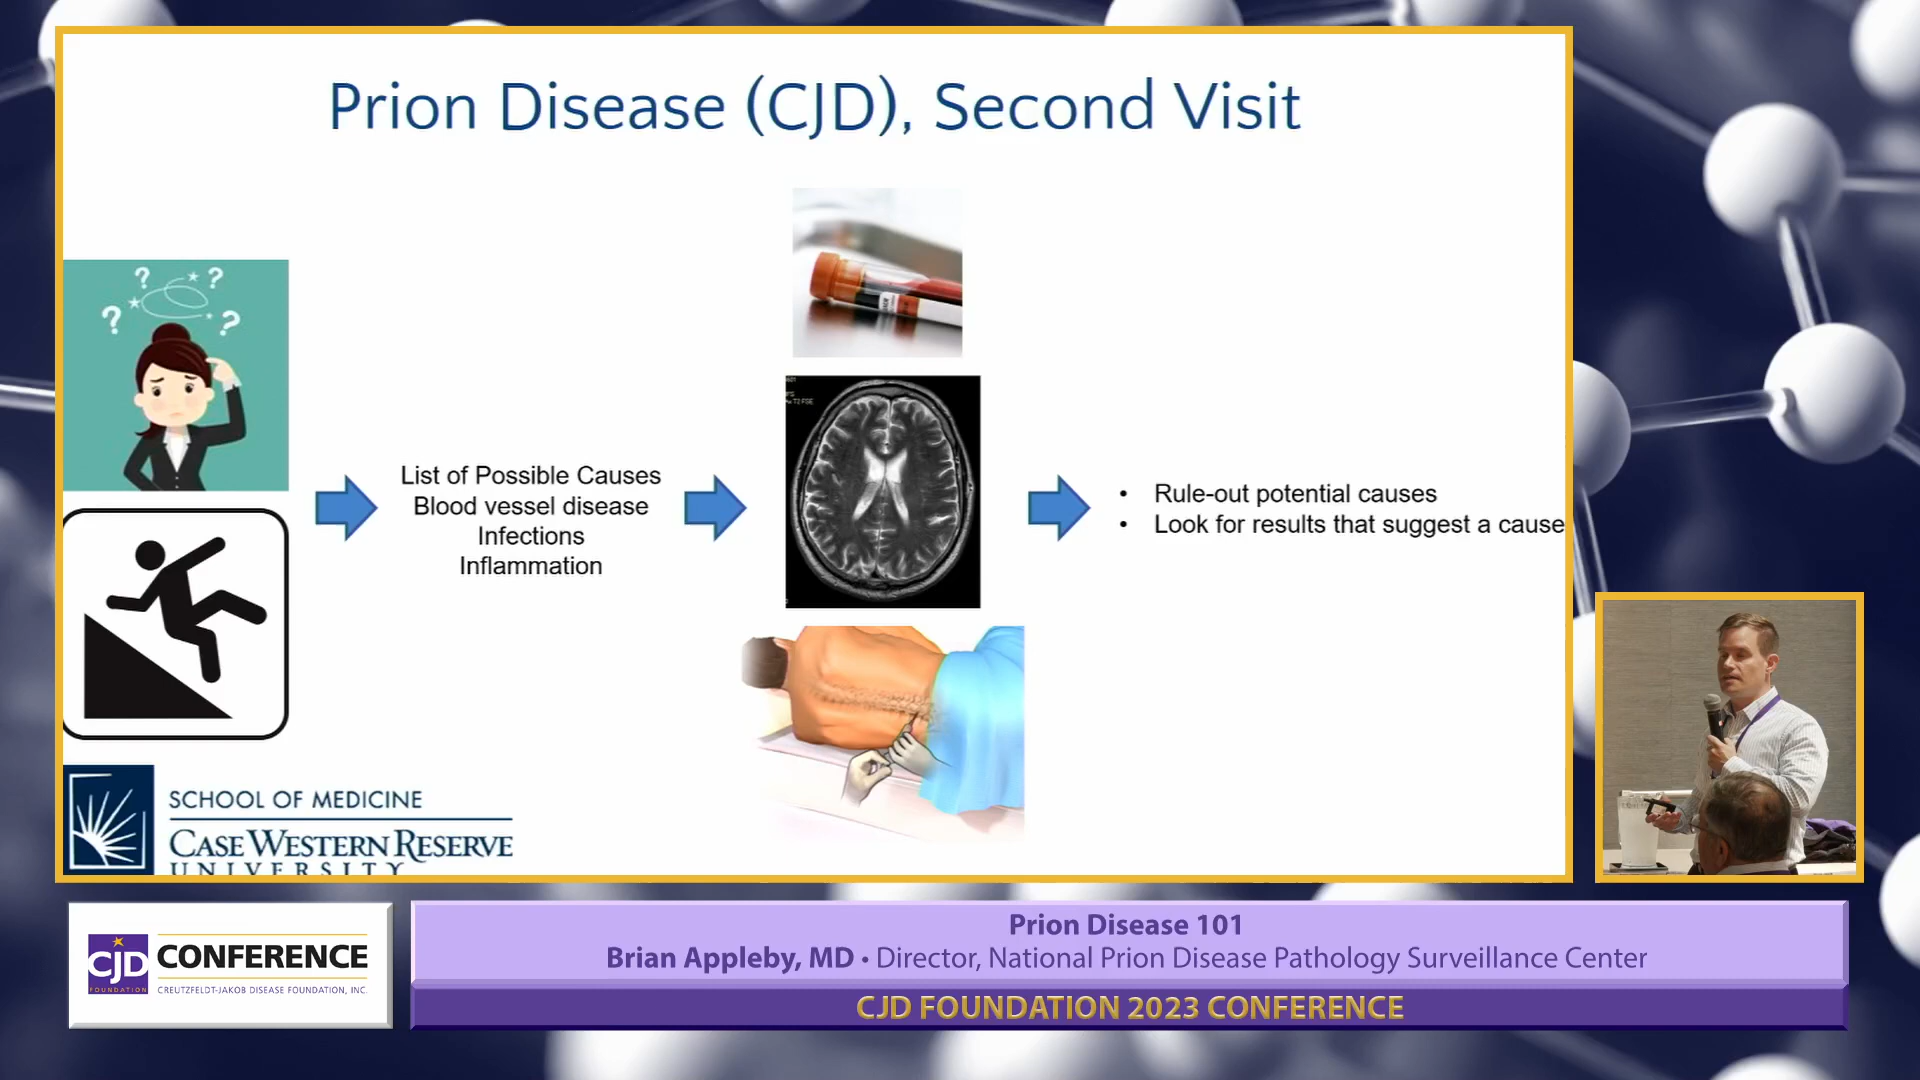 Prion Disease (CJD), Second Visit
? ? ? ?
List of Possible Causes
Blood vessel disease
Infections
Inflammation
• Rule-out potential causes
• Look for results that suggest a cause
SCHOOL OF MEDICINE
CASE WESTERN RESERVE
UNIVERSITY
CJD
FOUNDATION
CONFERENCE
CREUTZFELDT-JAKOB DISEASE FOUNDATION, INC.
Prion Disease 101
Brian Appleby, MD • Director, National Prion Disease Pathology Surveillance Center
CJD FOUNDATION 2023 CONFERENCE